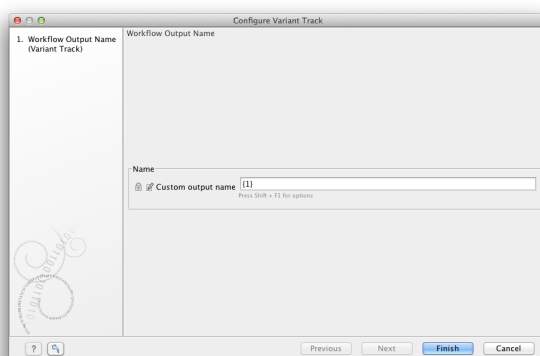 Configure Variant Track
1. Workflow Output Name
(Variant Track)
Workflow Output Name
Name
Custom output name {1}
Press Shift + F1 for options
? Previous Next Finish Cancel